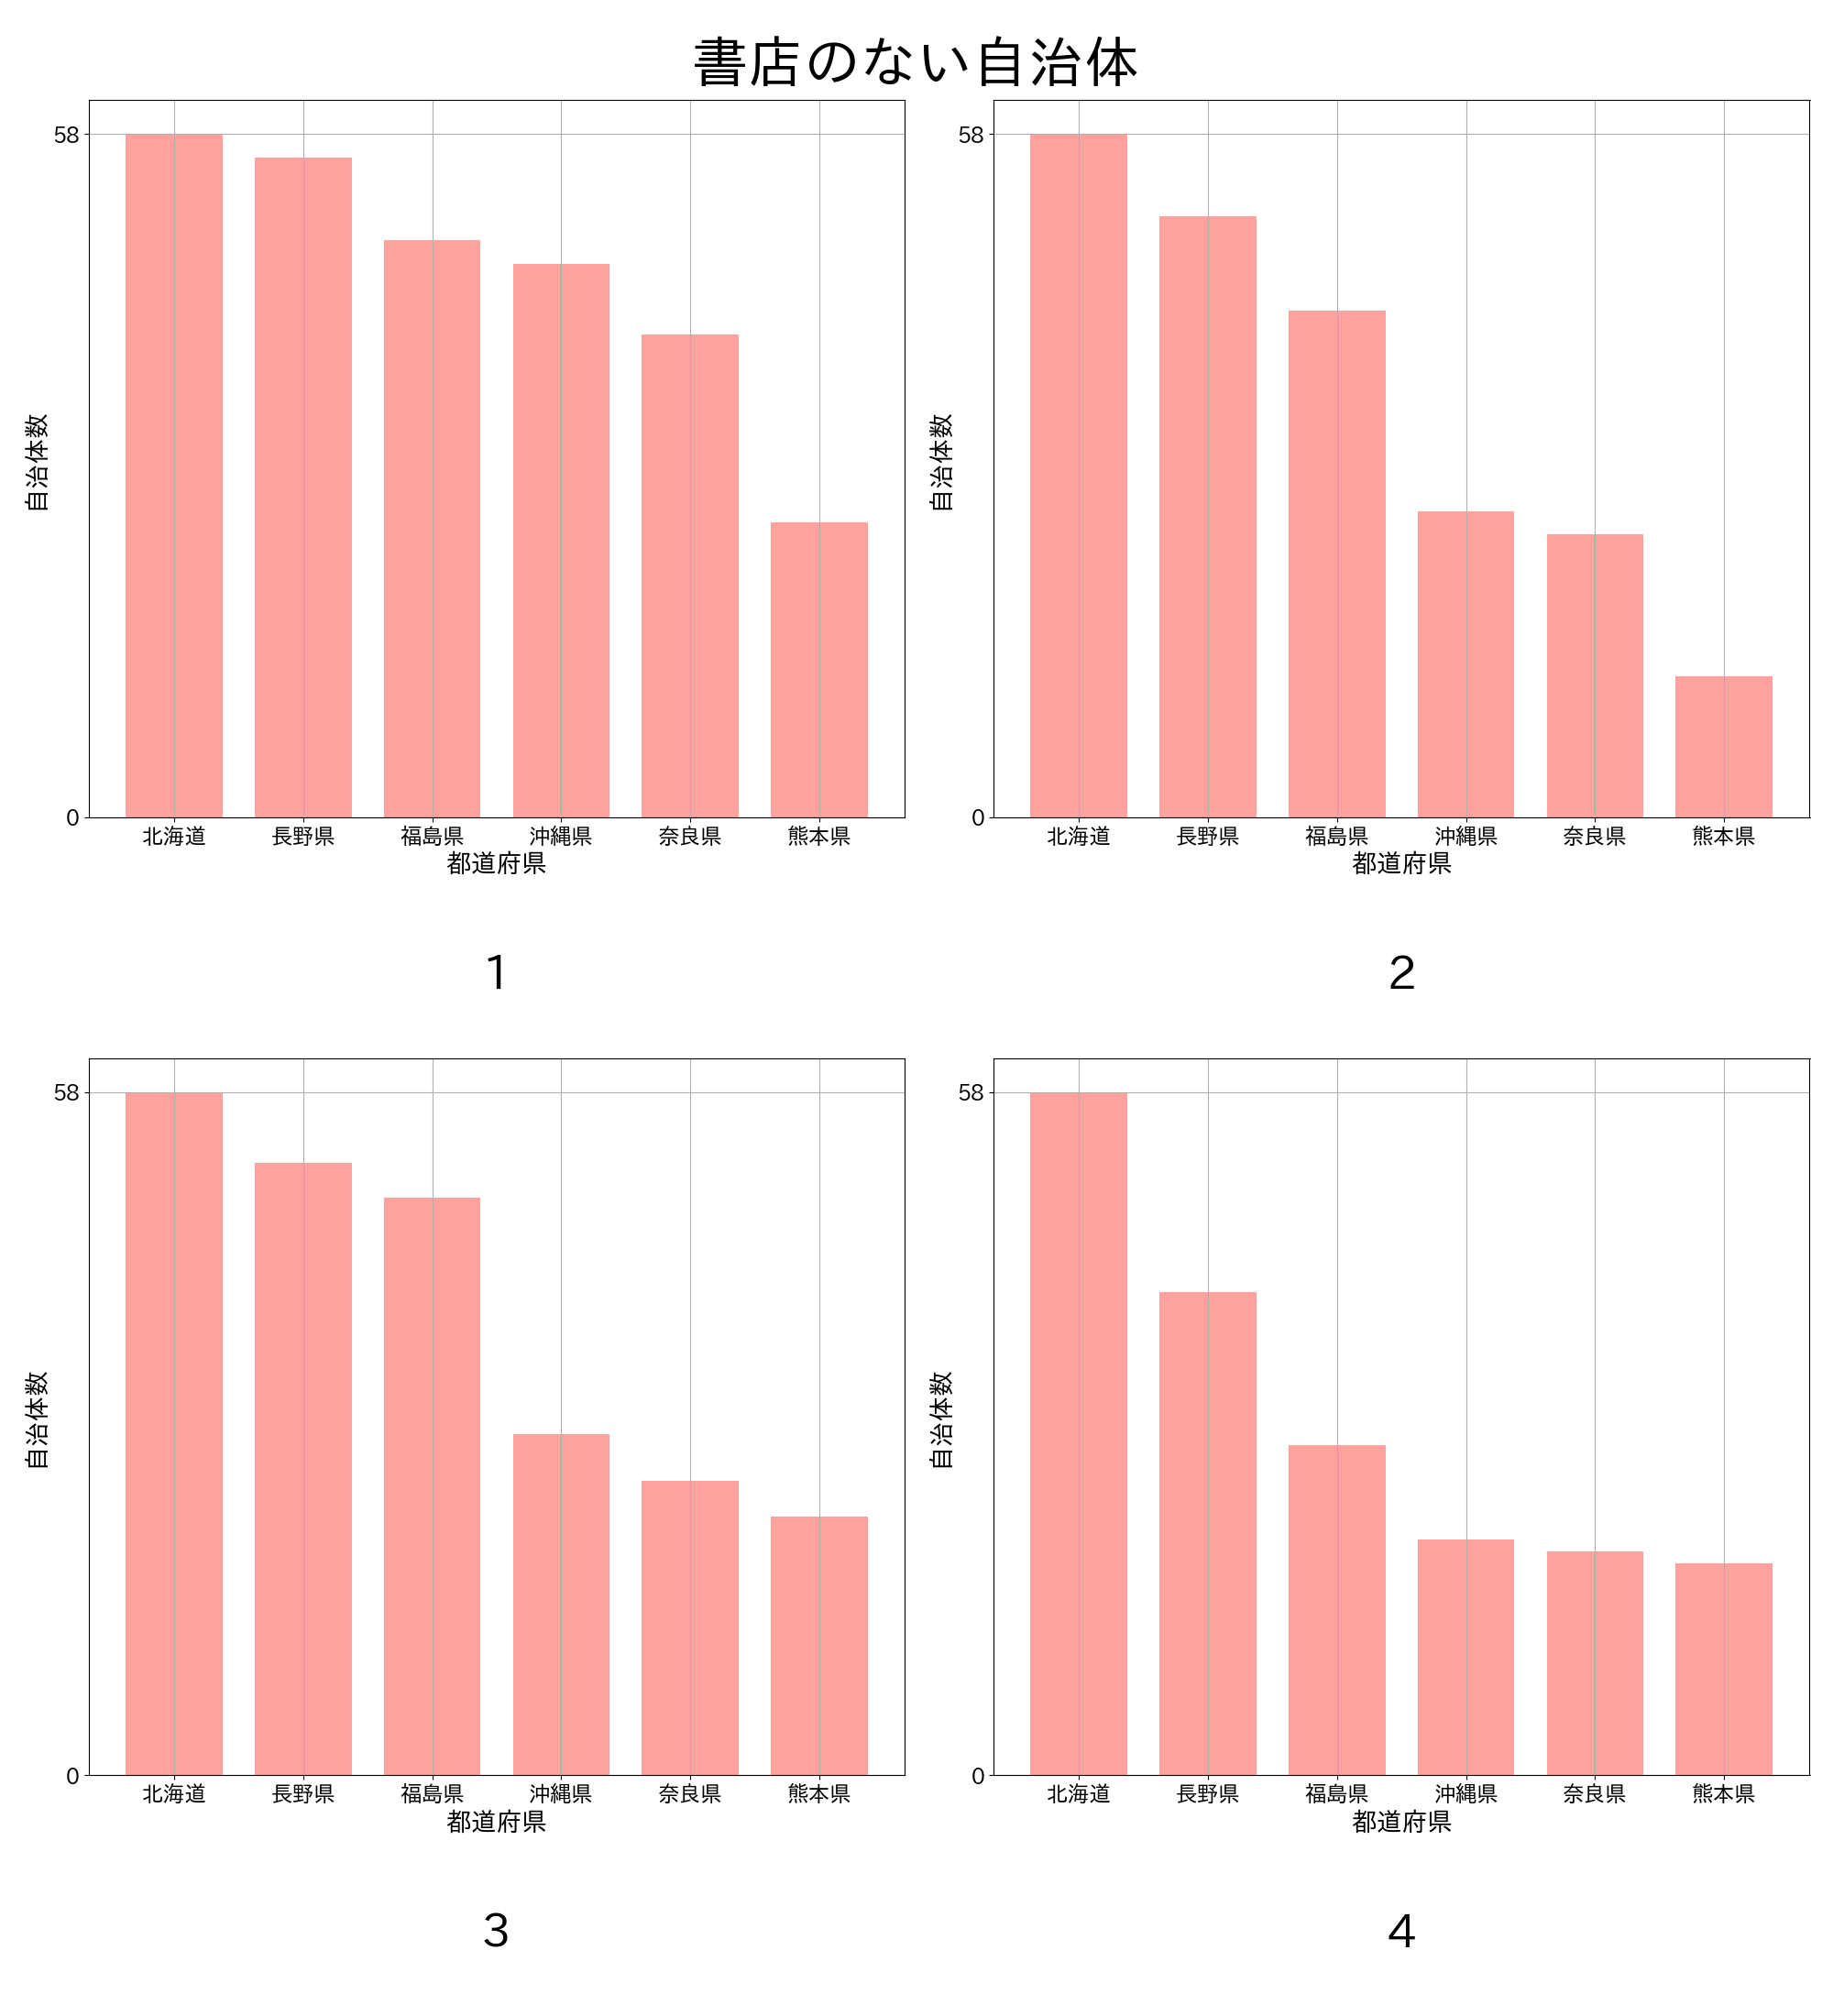 書店のない自治体
58
0
自治体数
北海道 長野県 福島県 沖縄県 奈良県 熊本県
都道府県
1
58
0
自治体数
北海道 長野県 福島県 沖縄県 奈良県 熊本県
都道府県
2
58
0
自治体数
北海道 長野県 福島県 沖縄県 奈良県 熊本県
都道府県
3
58
0
自治体数
北海道 長野県 福島県 沖縄県 奈良県 熊本県
都道府県
4